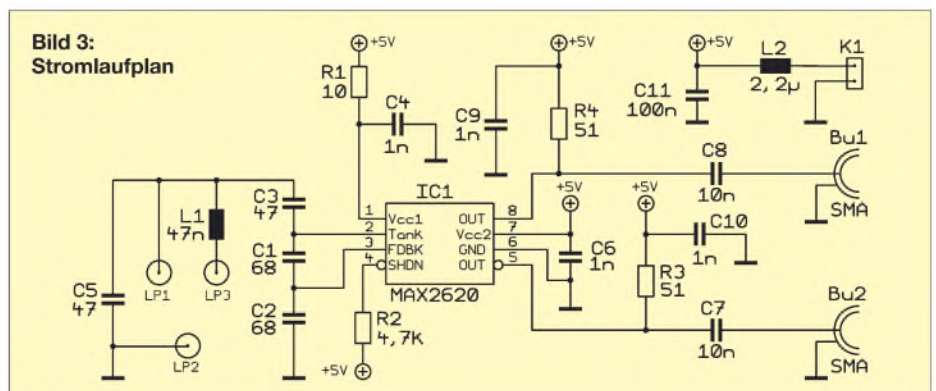 Bild 3:
Stromlaufplan
+5V
R1
10
C4
1n
C9
1n
+5V
R4
51
+5V
C11
100n
L2
2,2µ
K1
C8
10n
Bu1
SMA
C5
47
LP1
L1
47n
LP3
LP2
C3
47
C1
68
C2
68
IC1
1 Vcc1
2 Tank
3 FDBK
4 SHDN
OUT 8
Vcc2 7
GND 6
OUT 5
MAX2620
R2
4,7K
+5V
+5V
C6
1n
+5V
C10
1n
R3
51
C7
10n
Bu2
SMA